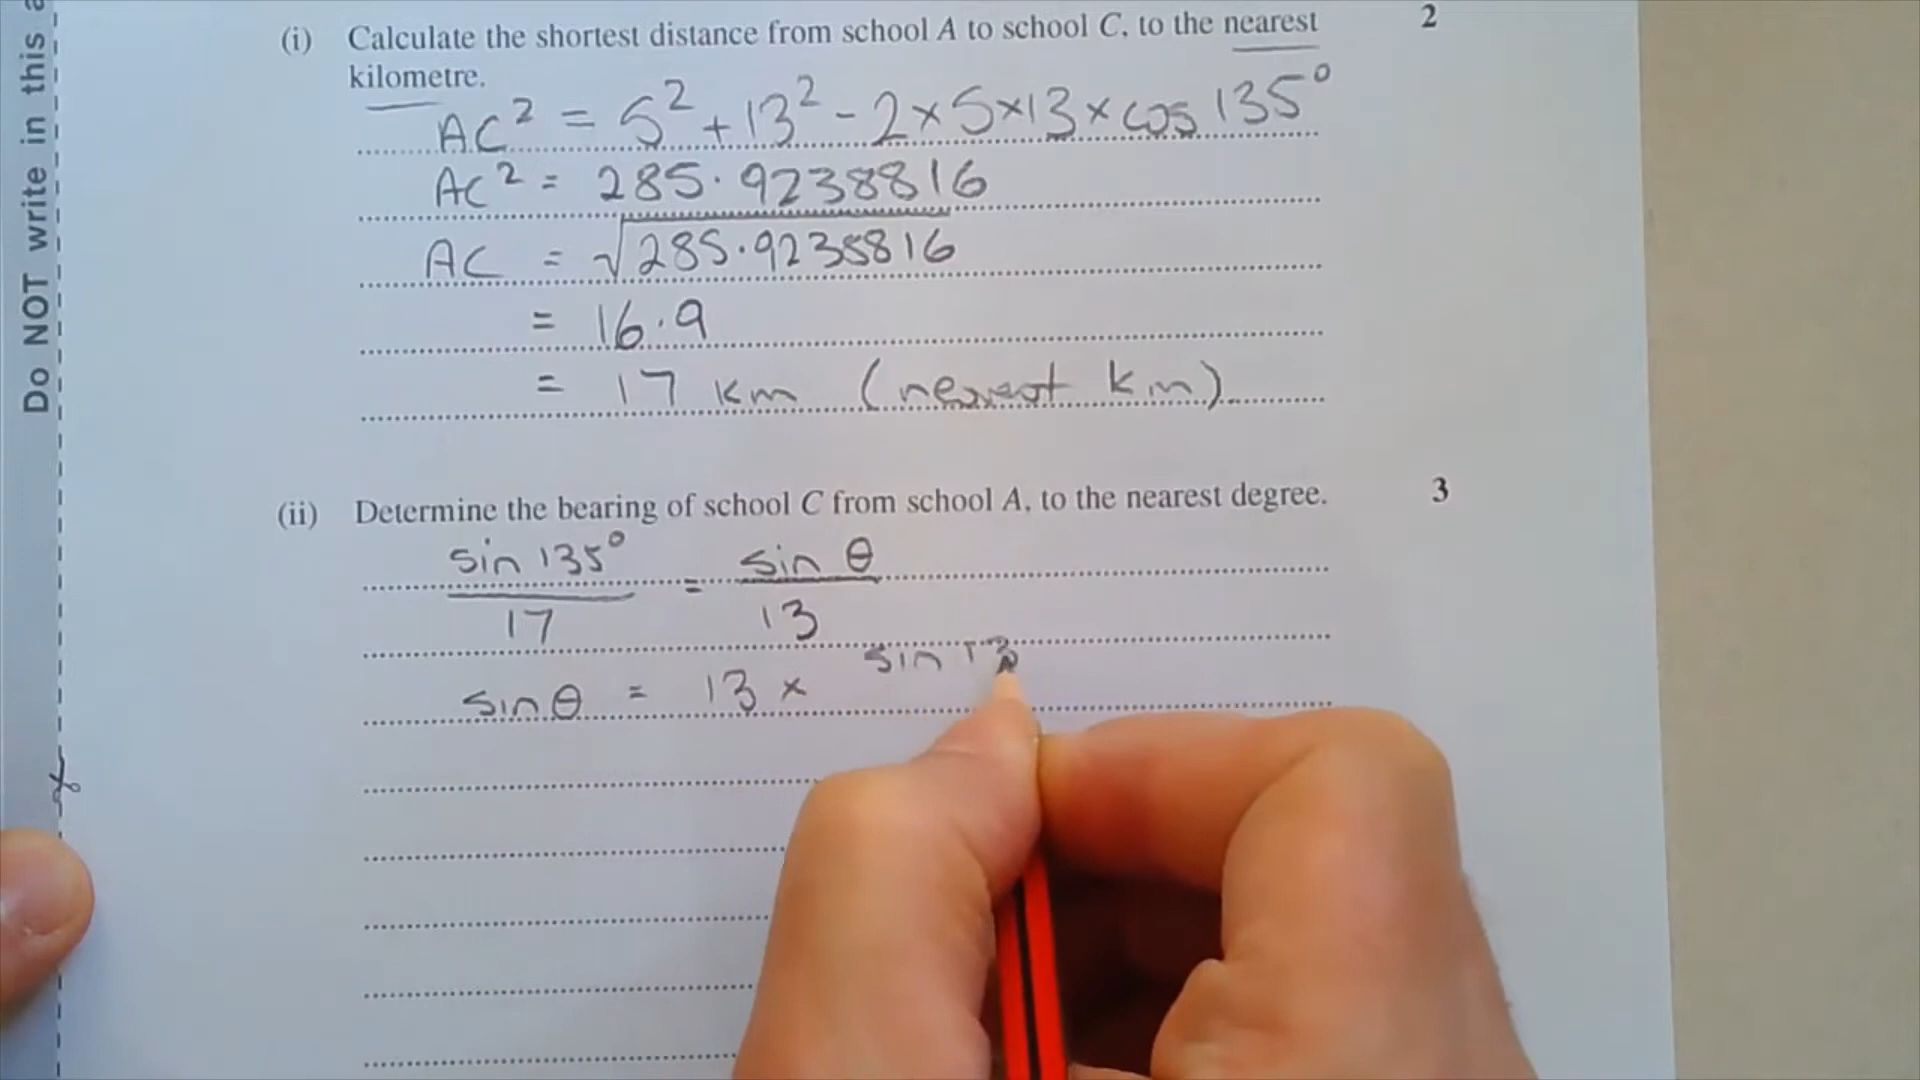 Do NOT write in this a
(i) Calculate the shortest distance from school A to school C, to the nearest 2
kilometre.
AC² = 5² + 13² - 2×5×13×cos 135°
AC² = 285.9238816
AC = √285.9238816
= 16.9
= 17 km (nearest km)
(ii) Determine the bearing of school C from school A, to the nearest degree. 3
sin 135° = sin θ
17 13
sin 13
sin θ = 13 ×